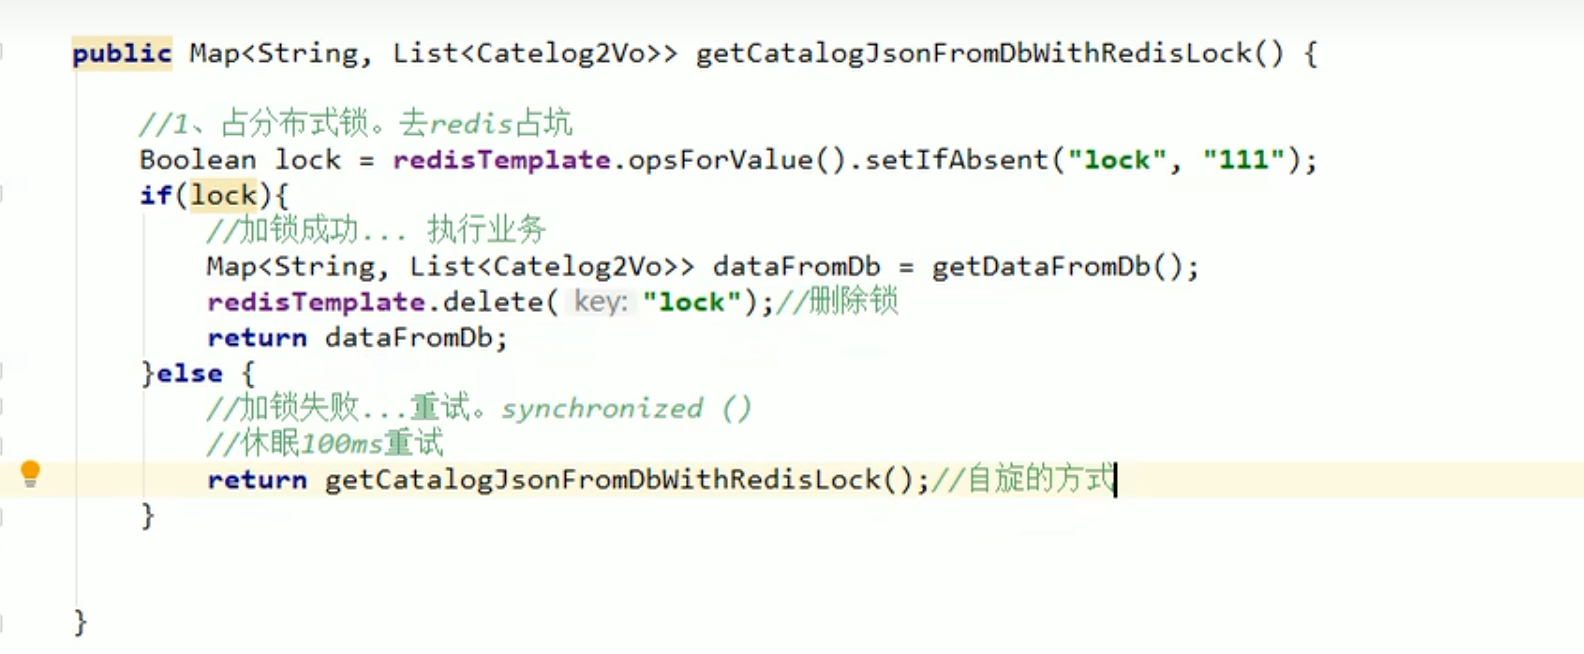 public Map<String, List<Catelog2Vo>> getCatalogJsonFromDbWithRedisLock() {
//1、占分布式锁。去redis占坑
Boolean lock = redisTemplate.opsForValue().setIfAbsent("lock", "111");
if(lock){
//加锁成功... 执行业务
Map<String, List<Catelog2Vo>> dataFromDb = getDataFromDb();
redisTemplate.delete( key: "lock");//删除锁
return dataFromDb;
}else {
//加锁失败...重试。synchronized ()
//休眠100ms重试
return getCatalogJsonFromDbWithRedisLock();//自旋的方式
}
}